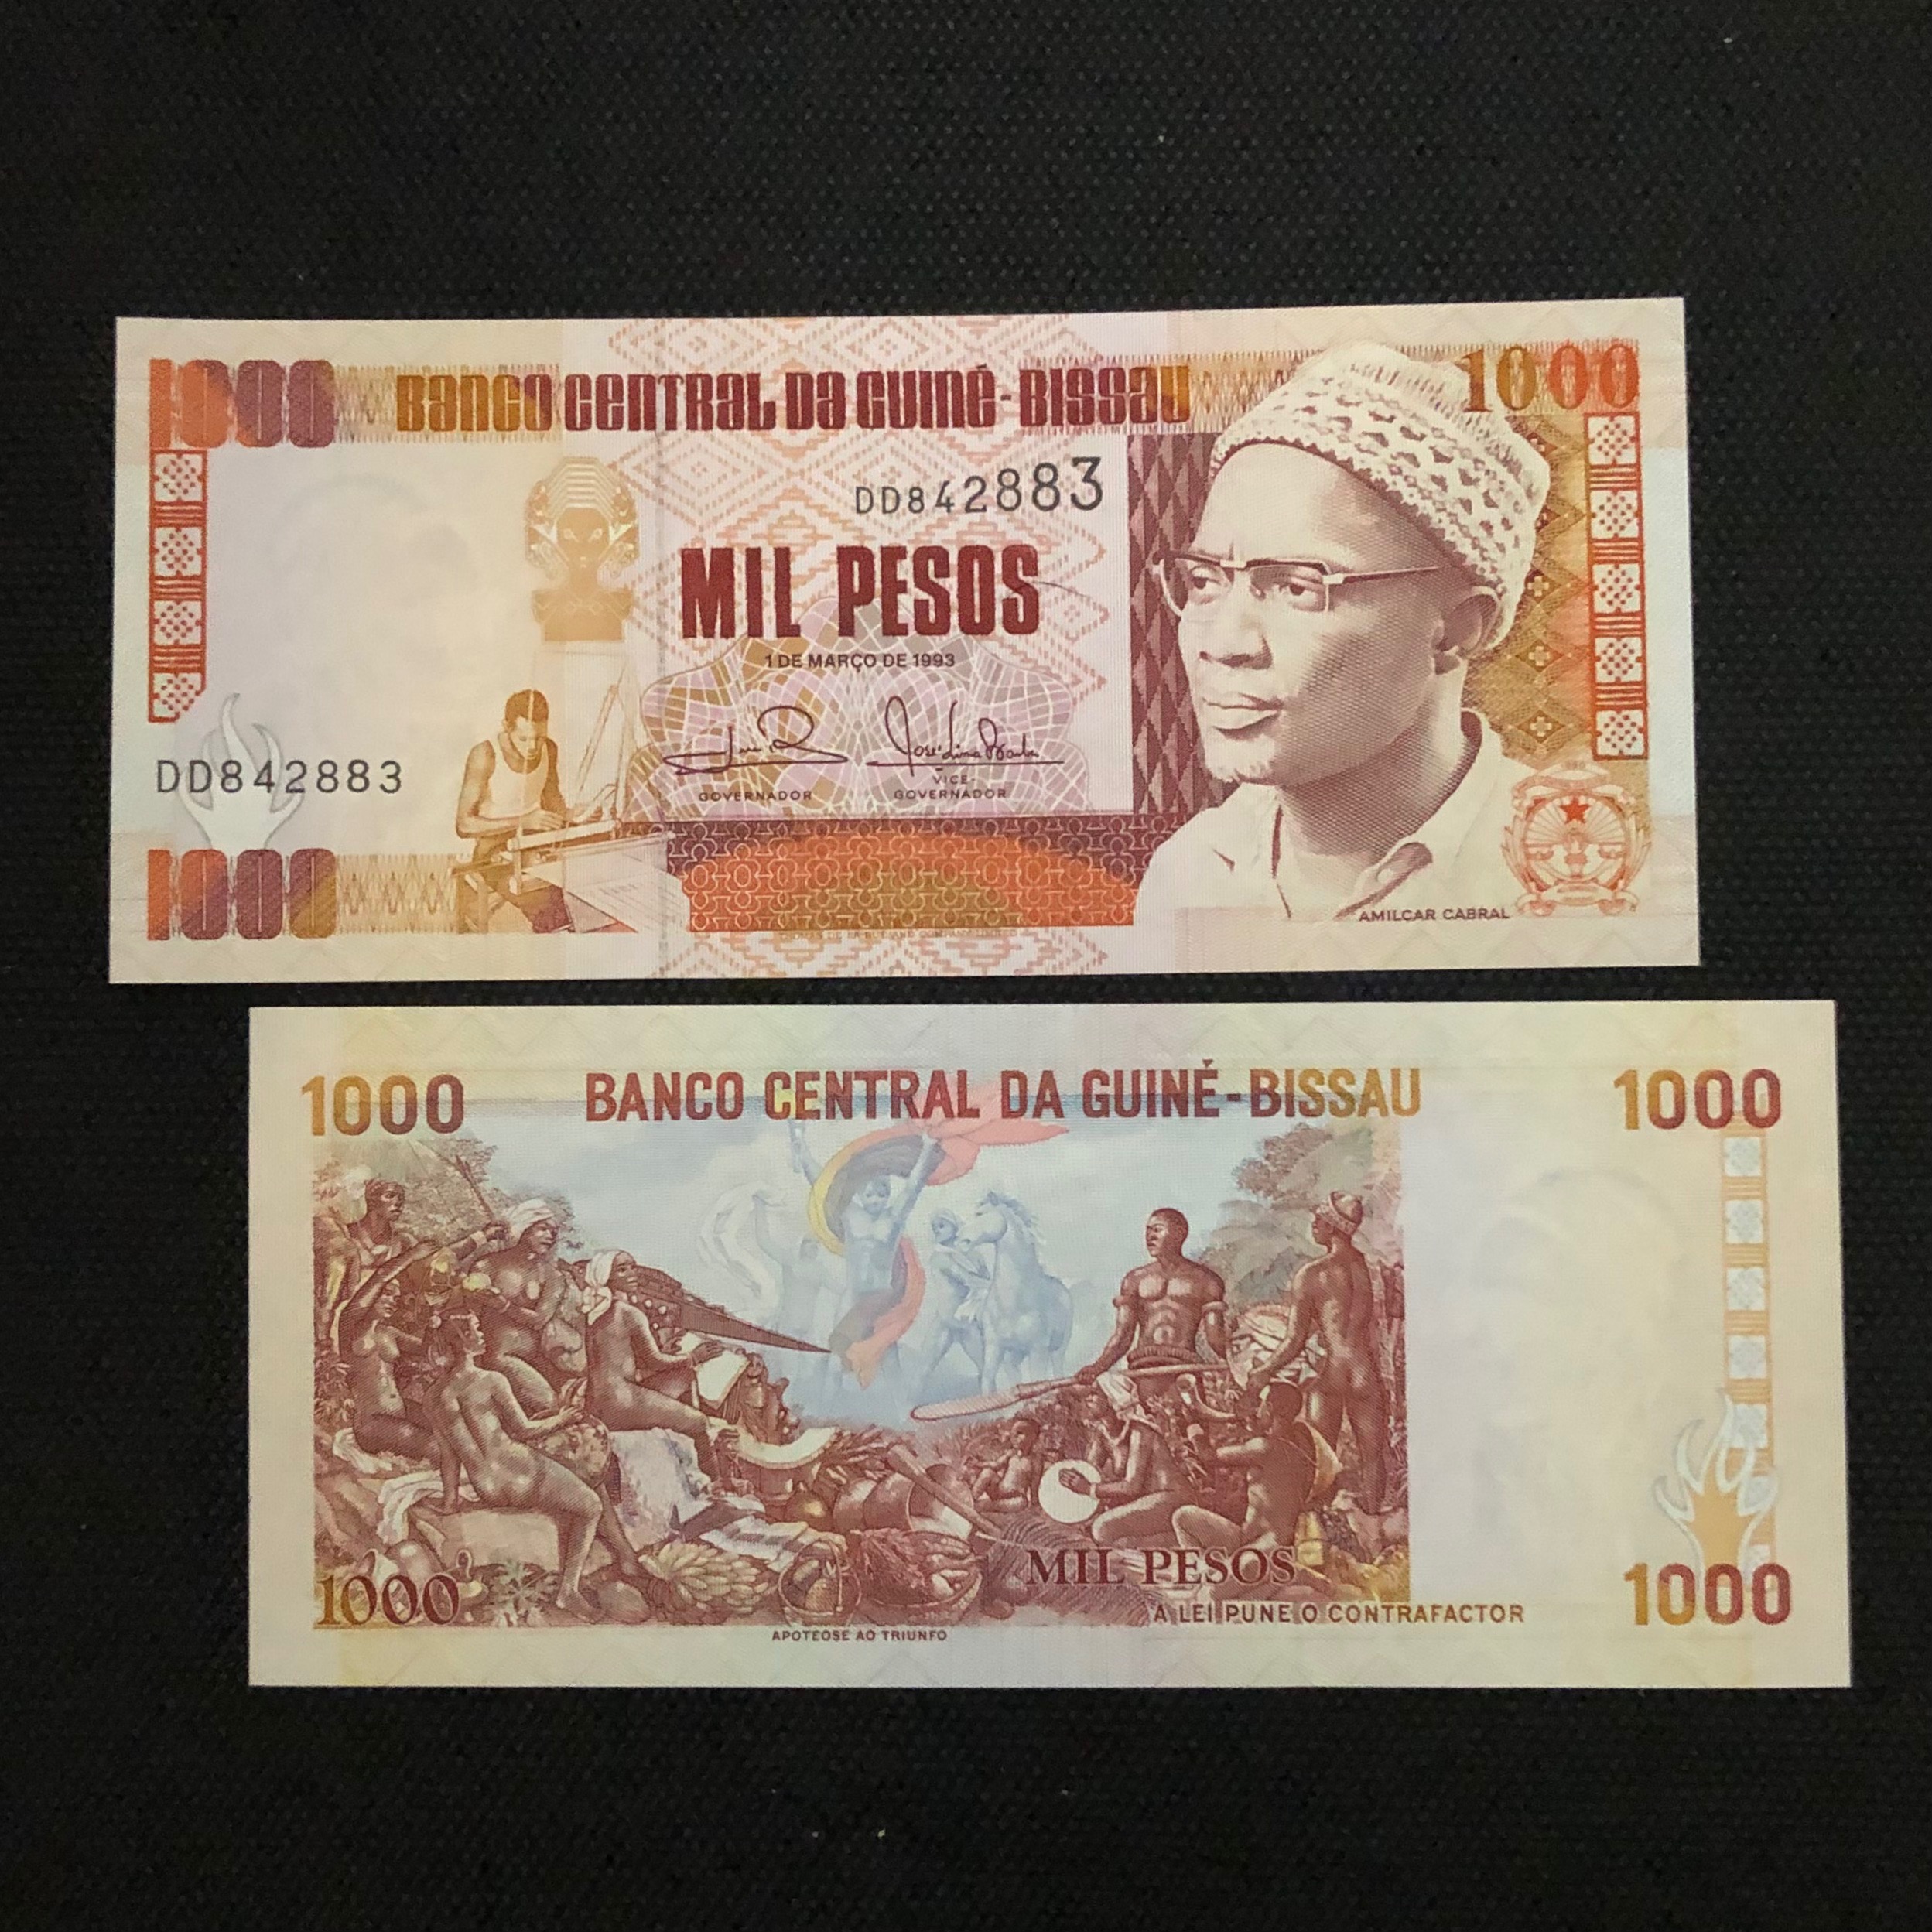 1000
BANCO CENTRAL DA GUINÉ-BISSAU
1000
DD842883
MIL PESOS
1 DE MARÇO DE 1993
GOVERNADOR
VICE-
GOVERNADOR
DD842883
1000
AMILCAR CABRAL
1000
BANCO CENTRAL DA GUINÉ-BISSAU
1000
1000
MIL PESOS
1000
A LEI PUNE O CONTRAFACTOR
APOTEOSE AO TRIUNFO